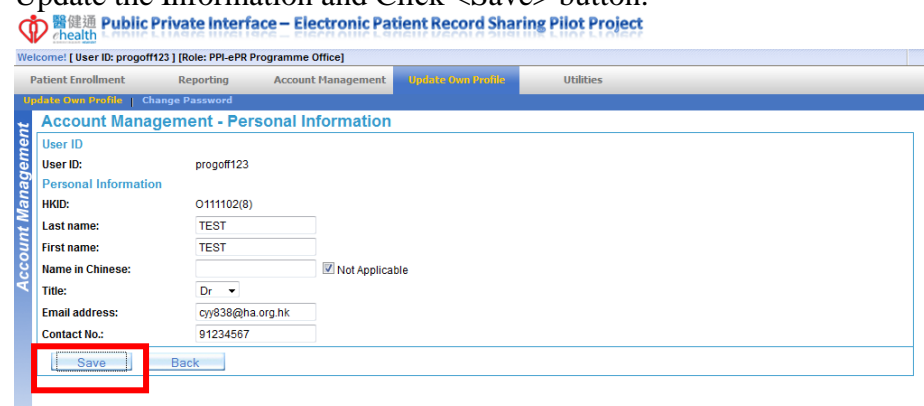 Update the Information and Click <Save> button.
醫健通 Public Private Interface – Electronic Patient Record Sharing Pilot Project
ehealth
Welcome! [ User ID: progoff123 ] [Role: PPI-ePR Programme Office]
Patient Enrollment Reporting Account Management Update Own Profile Utilities
Update Own Profile | Change Password
Account Management
Account Management - Personal Information
User ID
User ID: progoff123
Personal Information
HKID: O111102(8)
Last name: TEST
First name: TEST
Name in Chinese: Not Applicable
Title: Dr
Email address: cyy838@ha.org.hk
Contact No.: 91234567
Save Back